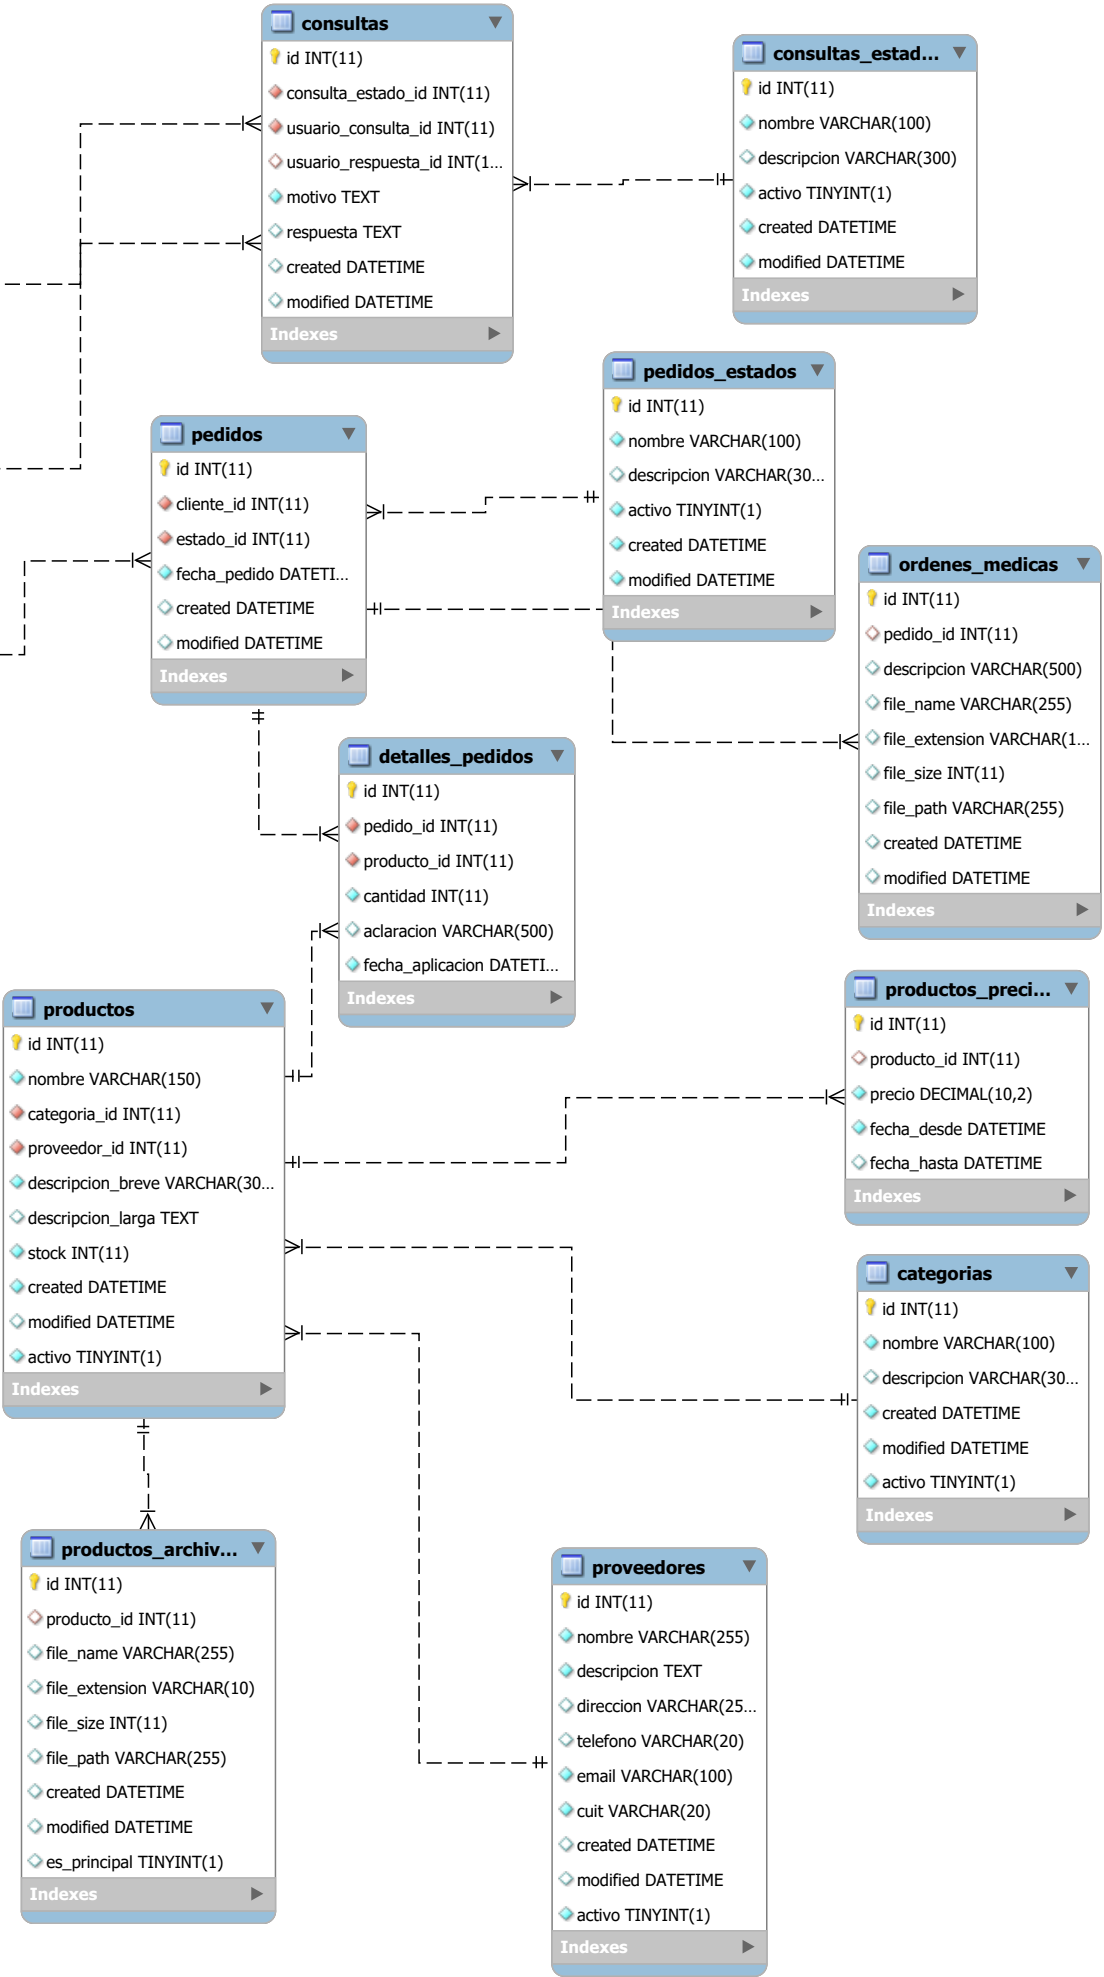 consultas
id INT(11)
consulta_estado_id INT(11)
usuario_consulta_id INT(11)
usuario_respuesta_id INT(1...
motivo TEXT
respuesta TEXT
created DATETIME
modified DATETIME
Indexes
consultas_estad...
id INT(11)
nombre VARCHAR(100)
descripcion VARCHAR(300)
activo TINYINT(1)
created DATETIME
modified DATETIME
Indexes
pedidos_estados
id INT(11)
nombre VARCHAR(100)
descripcion VARCHAR(30...
activo TINYINT(1)
created DATETIME
modified DATETIME
Indexes
pedidos
id INT(11)
cliente_id INT(11)
estado_id INT(11)
fecha_pedido DATETI...
created DATETIME
modified DATETIME
Indexes
ordenes_medicas
id INT(11)
pedido_id INT(11)
descripcion VARCHAR(500)
file_name VARCHAR(255)
file_extension VARCHAR(1...
file_size INT(11)
file_path VARCHAR(255)
created DATETIME
modified DATETIME
Indexes
detalles_pedidos
id INT(11)
pedido_id INT(11)
producto_id INT(11)
cantidad INT(11)
aclaracion VARCHAR(500)
fecha_aplicacion DATETI...
Indexes
productos
id INT(11)
nombre VARCHAR(150)
categoria_id INT(11)
proveedor_id INT(11)
descripcion_breve VARCHAR(30...
descripcion_larga TEXT
stock INT(11)
created DATETIME
modified DATETIME
activo TINYINT(1)
Indexes
productos_preci...
id INT(11)
producto_id INT(11)
precio DECIMAL(10,2)
fecha_desde DATETIME
fecha_hasta DATETIME
Indexes
categorias
id INT(11)
nombre VARCHAR(100)
descripcion VARCHAR(30...
created DATETIME
modified DATETIME
activo TINYINT(1)
Indexes
productos_archiv...
id INT(11)
producto_id INT(11)
file_name VARCHAR(255)
file_extension VARCHAR(10)
file_size INT(11)
file_path VARCHAR(255)
created DATETIME
modified DATETIME
es_principal TINYINT(1)
Indexes
proveedores
id INT(11)
nombre VARCHAR(255)
descripcion TEXT
direccion VARCHAR(25...
telefono VARCHAR(20)
email VARCHAR(100)
cuit VARCHAR(20)
created DATETIME
modified DATETIME
activo TINYINT(1)
Indexes